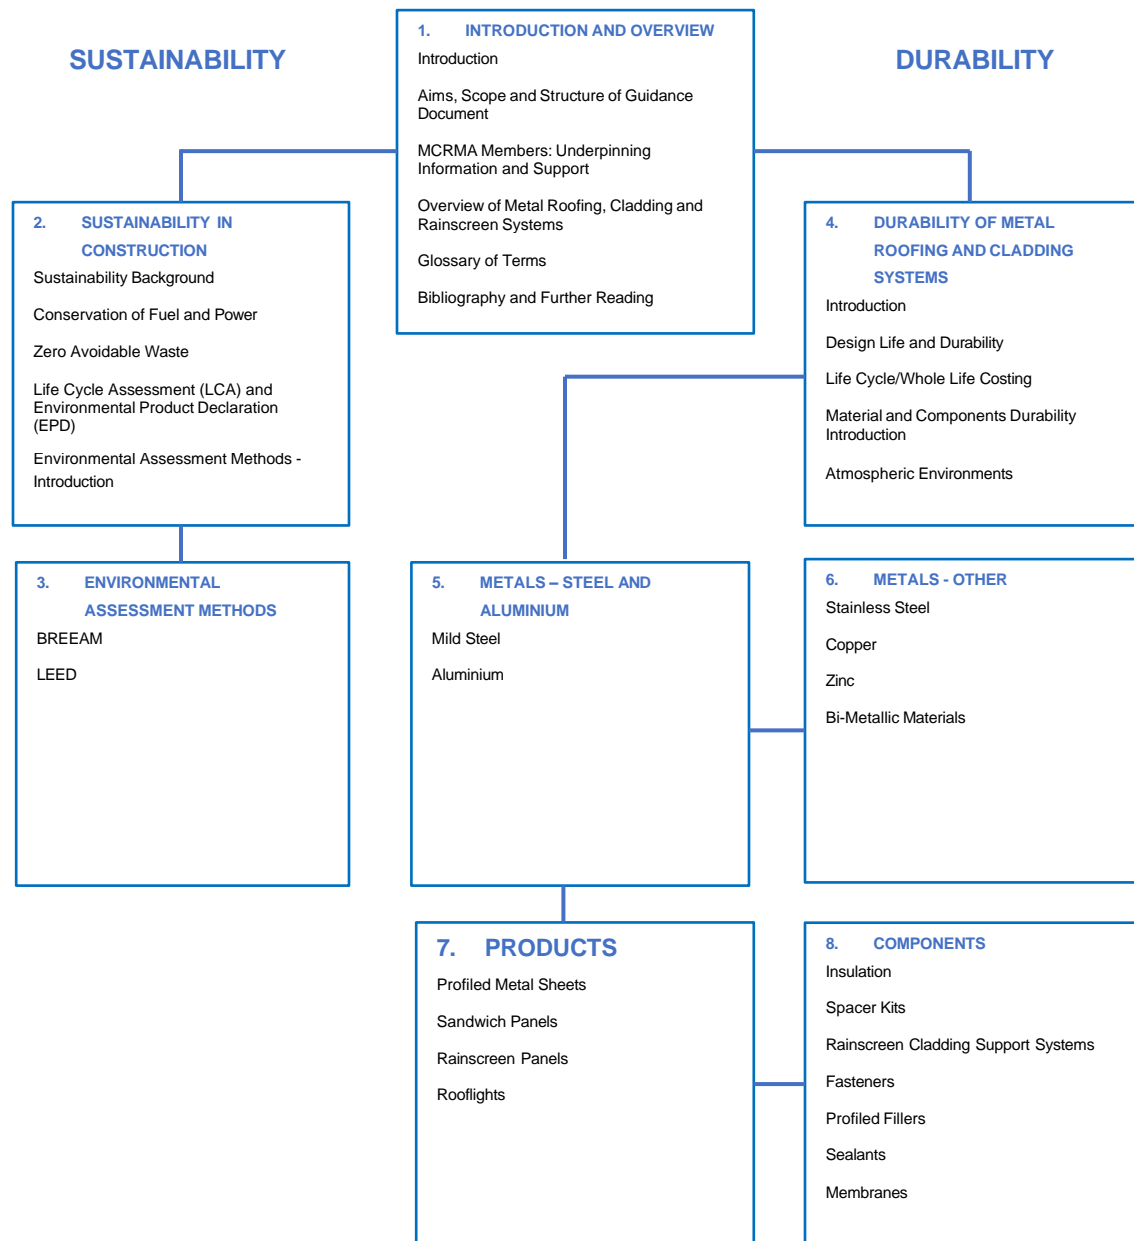 SUSTAINABILITY
DURABILITY
1. INTRODUCTION AND OVERVIEW
Introduction
Aims, Scope and Structure of Guidance
Document
MCRMA Members: Underpinning
Information and Support
Overview of Metal Roofing, Cladding and
Rainscreen Systems
Glossary of Terms
Bibliography and Further Reading
2. SUSTAINABILITY IN
CONSTRUCTION
Sustainability Background
Conservation of Fuel and Power
Zero Avoidable Waste
Life Cycle Assessment (LCA) and
Environmental Product Declaration
(EPD)
Environmental Assessment Methods -
Introduction
4. DURABILITY OF METAL
ROOFING AND CLADDING
SYSTEMS
Introduction
Design Life and Durability
Life Cycle/Whole Life Costing
Material and Components Durability
Introduction
Atmospheric Environments
3. ENVIRONMENTAL
ASSESSMENT METHODS
BREEAM
LEED
5. METALS – STEEL AND
ALUMINIUM
Mild Steel
Aluminium
6. METALS - OTHER
Stainless Steel
Copper
Zinc
Bi-Metallic Materials
7. PRODUCTS
Profiled Metal Sheets
Sandwich Panels
Rainscreen Panels
Rooflights
8. COMPONENTS
Insulation
Spacer Kits
Rainscreen Cladding Support Systems
Fasteners
Profiled Fillers
Sealants
Membranes